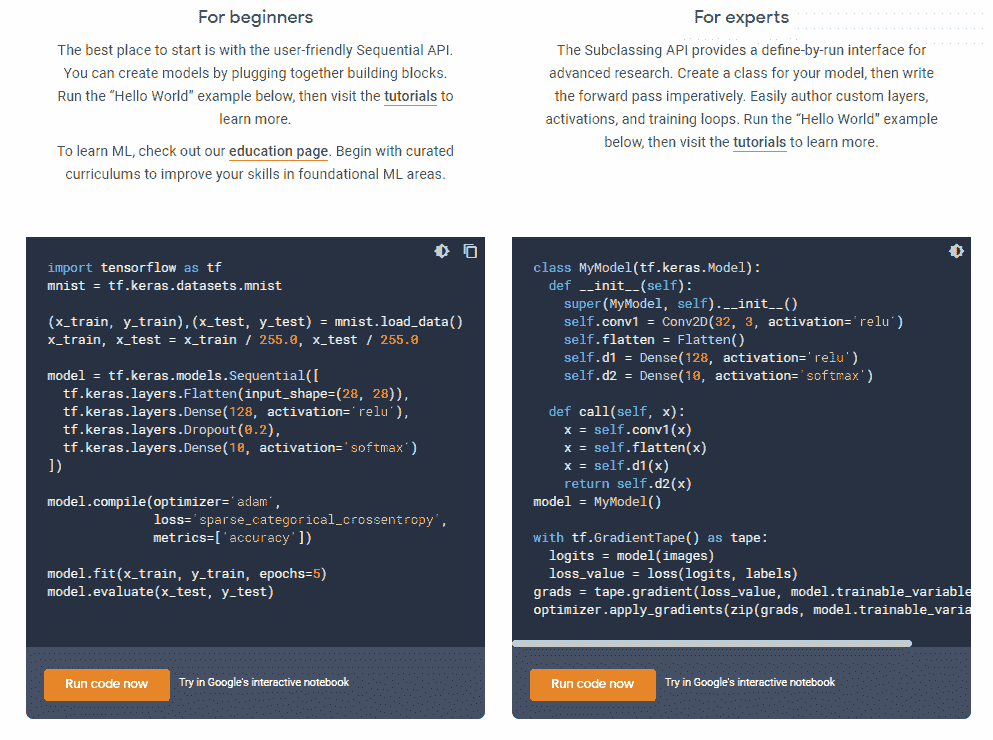 For beginners
The best place to start is with the user-friendly Sequential API.
You can create models by plugging together building blocks.
Run the “Hello World” example below, then visit the tutorials to
learn more.
To learn ML, check out our education page. Begin with curated
curriculums to improve your skills in foundational ML areas.
import tensorflow as tf
mnist = tf.keras.datasets.mnist
(x_train, y_train),(x_test, y_test) = mnist.load_data()
x_train, x_test = x_train / 255.0, x_test / 255.0
model = tf.keras.models.Sequential([
  tf.keras.layers.Flatten(input_shape=(28, 28)),
  tf.keras.layers.Dense(128, activation='relu'),
  tf.keras.layers.Dropout(0.2),
  tf.keras.layers.Dense(10, activation='softmax')
])
model.compile(optimizer='adam',
              loss='sparse_categorical_crossentropy',
              metrics=['accuracy'])
model.fit(x_train, y_train, epochs=5)
model.evaluate(x_test, y_test)
Run code now Try in Google's interactive notebook
For experts
The Subclassing API provides a define-by-run interface for
advanced research. Create a class for your model, then write
the forward pass imperatively. Easily author custom layers,
activations, and training loops. Run the “Hello World” example
below, then visit the tutorials to learn more.
class MyModel(tf.keras.Model):
  def __init__(self):
    super(MyModel, self).__init__()
    self.conv1 = Conv2D(32, 3, activation='relu')
    self.flatten = Flatten()
    self.d1 = Dense(128, activation='relu')
    self.d2 = Dense(10, activation='softmax')
  def call(self, x):
    x = self.conv1(x)
    x = self.flatten(x)
    x = self.d1(x)
    return self.d2(x)
model = MyModel()
with tf.GradientTape() as tape:
  logits = model(images)
  loss_value = loss(logits, labels)
grads = tape.gradient(loss_value, model.trainable_variable
optimizer.apply_gradients(zip(grads, model.trainable_varia
Run code now Try in Google's interactive notebook